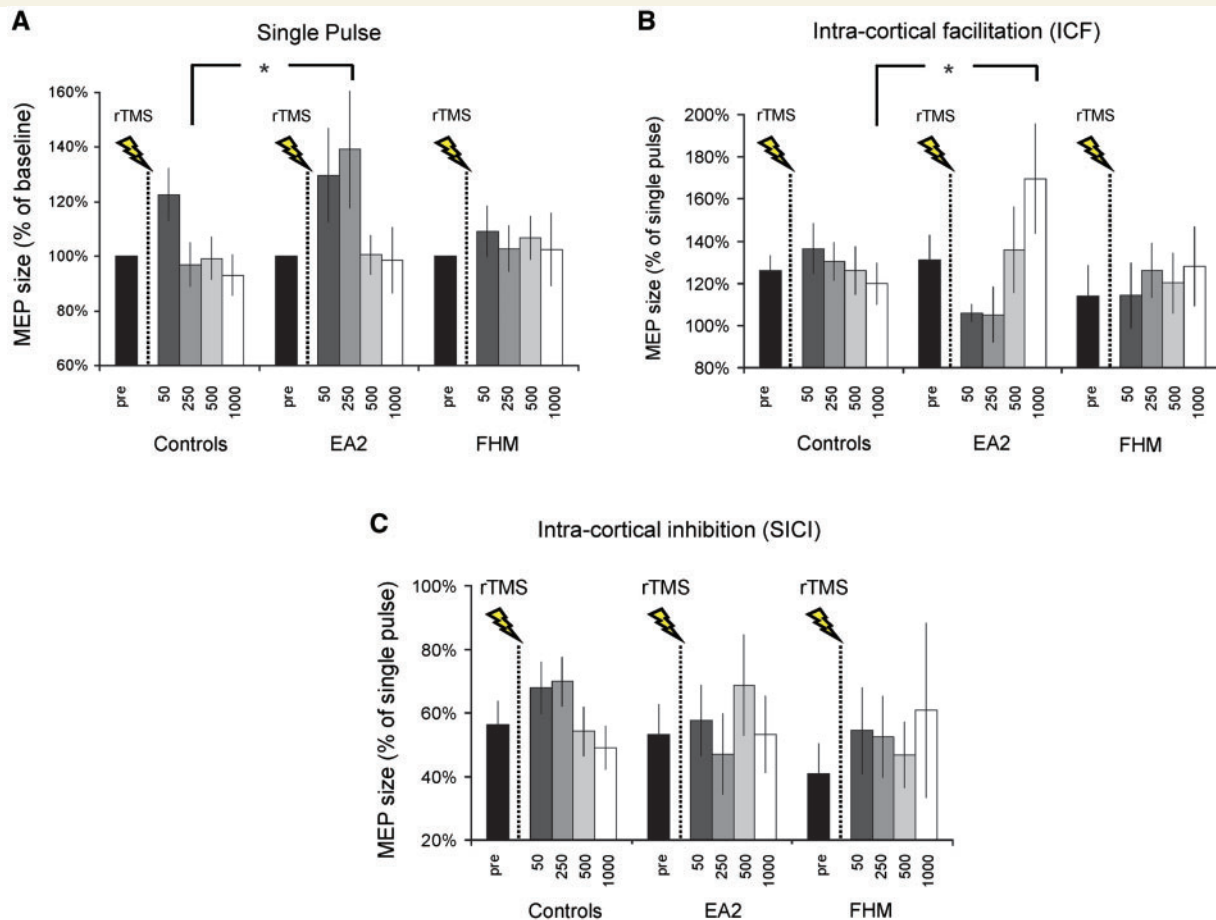 A
Single Pulse
*
MEP size (% of baseline)
160%
140%
120%
100%
80%
60%
rTMS
rTMS
rTMS
pre
50
250
500
1000
pre
50
250
500
1000
pre
50
250
500
1000
Controls
EA2
FHM
B
Intra-cortical facilitation (ICF)
*
MEP size (% of single pulse)
200%
180%
160%
140%
120%
100%
80%
rTMS
rTMS
rTMS
pre
50
250
500
1000
pre
50
250
500
1000
pre
50
250
500
1000
Controls
EA2
FHM
C
Intra-cortical inhibition (SICI)
MEP size (% of single pulse)
100%
80%
60%
40%
20%
rTMS
rTMS
rTMS
pre
50
250
500
1000
pre
50
250
500
1000
pre
50
250
500
1000
Controls
EA2
FHM